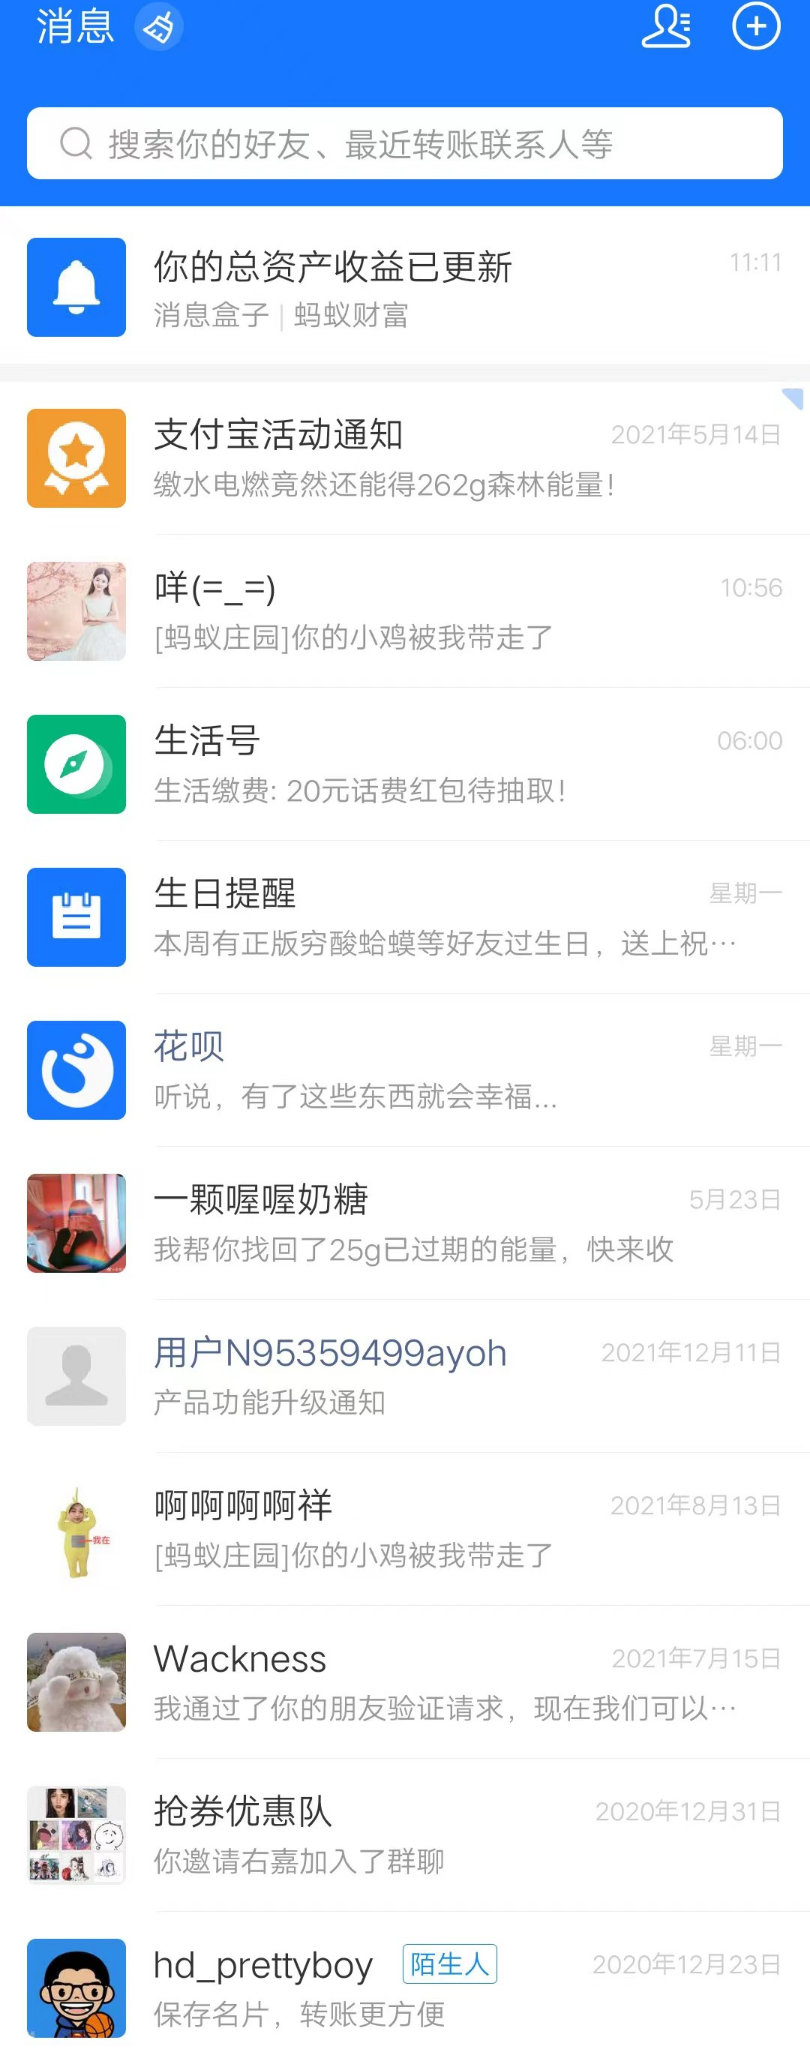 消息
搜索你的好友、最近转账联系人等
你的总资产收益已更新
11:11
消息盒子 | 蚂蚁财富
支付宝活动通知
2021年5月14日
缴水电燃竟然还能得262g森林能量！
咩(=_=)
10:56
[蚂蚁庄园]你的小鸡被我带走了
生活号
06:00
生活缴费: 20元话费红包待抽取！
生日提醒
星期一
本周有正版穷酸蛤蟆等好友过生日，送上祝…
花呗
星期一
听说，有了这些东西就会幸福...
一颗喔喔奶糖
5月23日
我帮你找回了25g已过期的能量，快来收
用户N95359499ayoh
2021年12月11日
产品功能升级通知
我在
啊啊啊啊祥
2021年8月13日
[蚂蚁庄园]你的小鸡被我带走了
Wackness
2021年7月15日
我通过了你的朋友验证请求，现在我们可以…
抢券优惠队
2020年12月31日
你邀请右嘉加入了群聊
hd_prettyboy 陌生人
2020年12月23日
保存名片，转账更方便